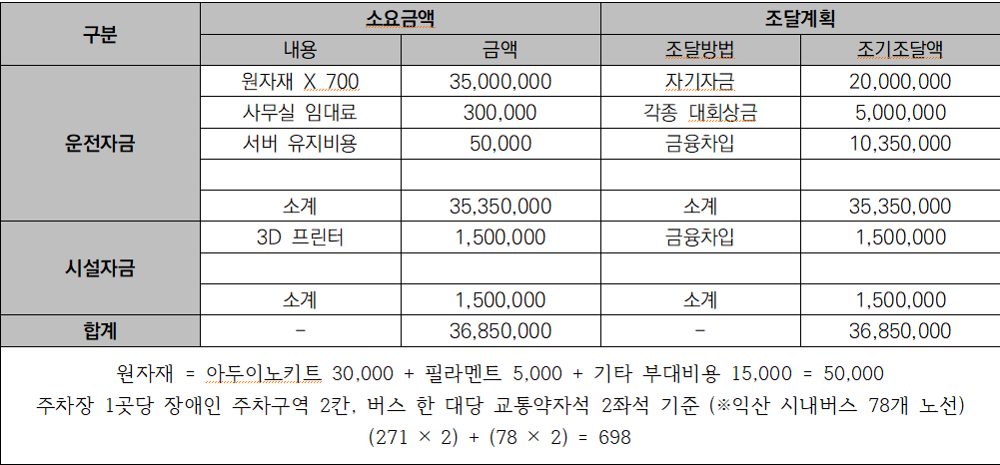 구분 소요금액 조달계획
내용 금액 조달방법 조기조달액
운전자금 원자재 X 700 35,000,000 자기자금 20,000,000
사무실 임대료 300,000 각종 대회상금 5,000,000
서버 유지비용 50,000 금융차입 10,350,000
소계 35,350,000 소계 35,350,000
시설자금 3D 프린터 1,500,000 금융차입 1,500,000
소계 1,500,000 소계 1,500,000
합계 - 36,850,000 - 36,850,000
원자재 = 아두이노키트 30,000 + 필라멘트 5,000 + 기타 부대비용 15,000 = 50,000
주차장 1곳당 장애인 주차구역 2칸, 버스 한 대당 교통약자석 2좌석 기준 (※익산 시내버스 78개 노선)
(271 × 2) + (78 × 2) = 698